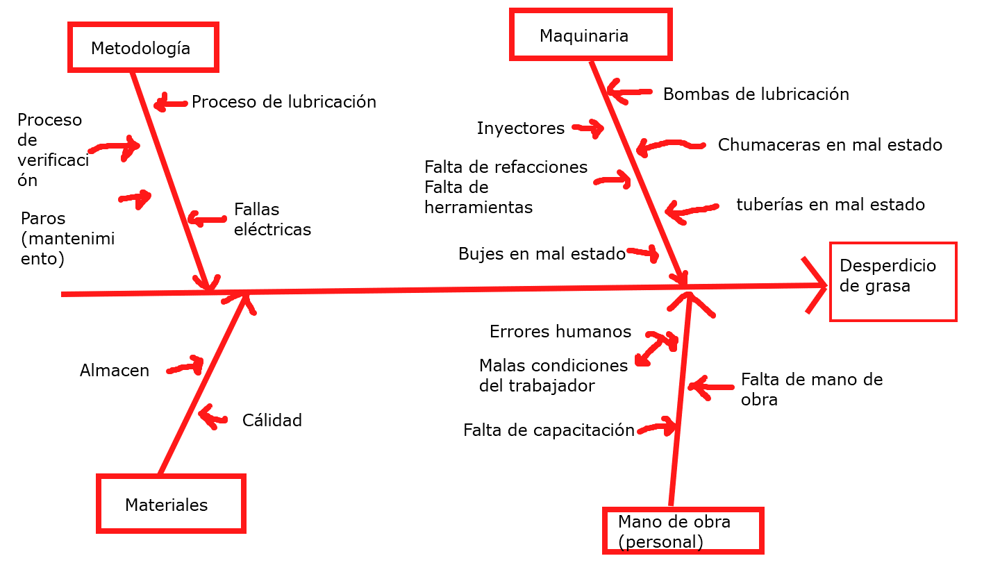 Metodología
Maquinaria
Proceso de lubricación
Proceso
de
verificaci
ón
Paros
(mantenimi
ento)
Fallas
eléctricas
Bombas de lubricación
Inyectores
Chumaceras en mal estado
Falta de refacciones
Falta de
herramientas
tuberías en mal estado
Bujes en mal estado
Desperdicio
de grasa
Almacen
Cálidad
Materiales
Errores humanos
Malas condiciones
del trabajador
Falta de mano de
obra
Falta de capacitación
Mano de obra
(personal)